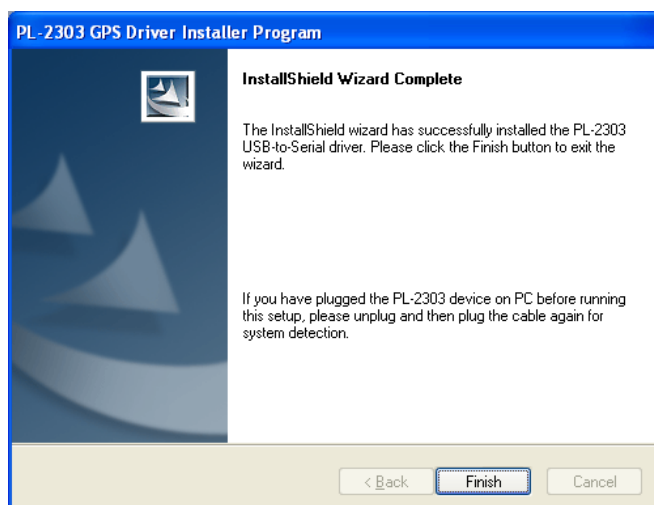 PL-2303 GPS Driver Installer Program
InstallShield Wizard Complete
The InstallShield wizard has successfully installed the PL-2303
USB-to-Serial driver. Please click the Finish button to exit the
wizard.
If you have plugged the PL-2303 device on PC before running
this setup, please unplug and then plug the cable again for
system detection.
< Back
Finish
Cancel